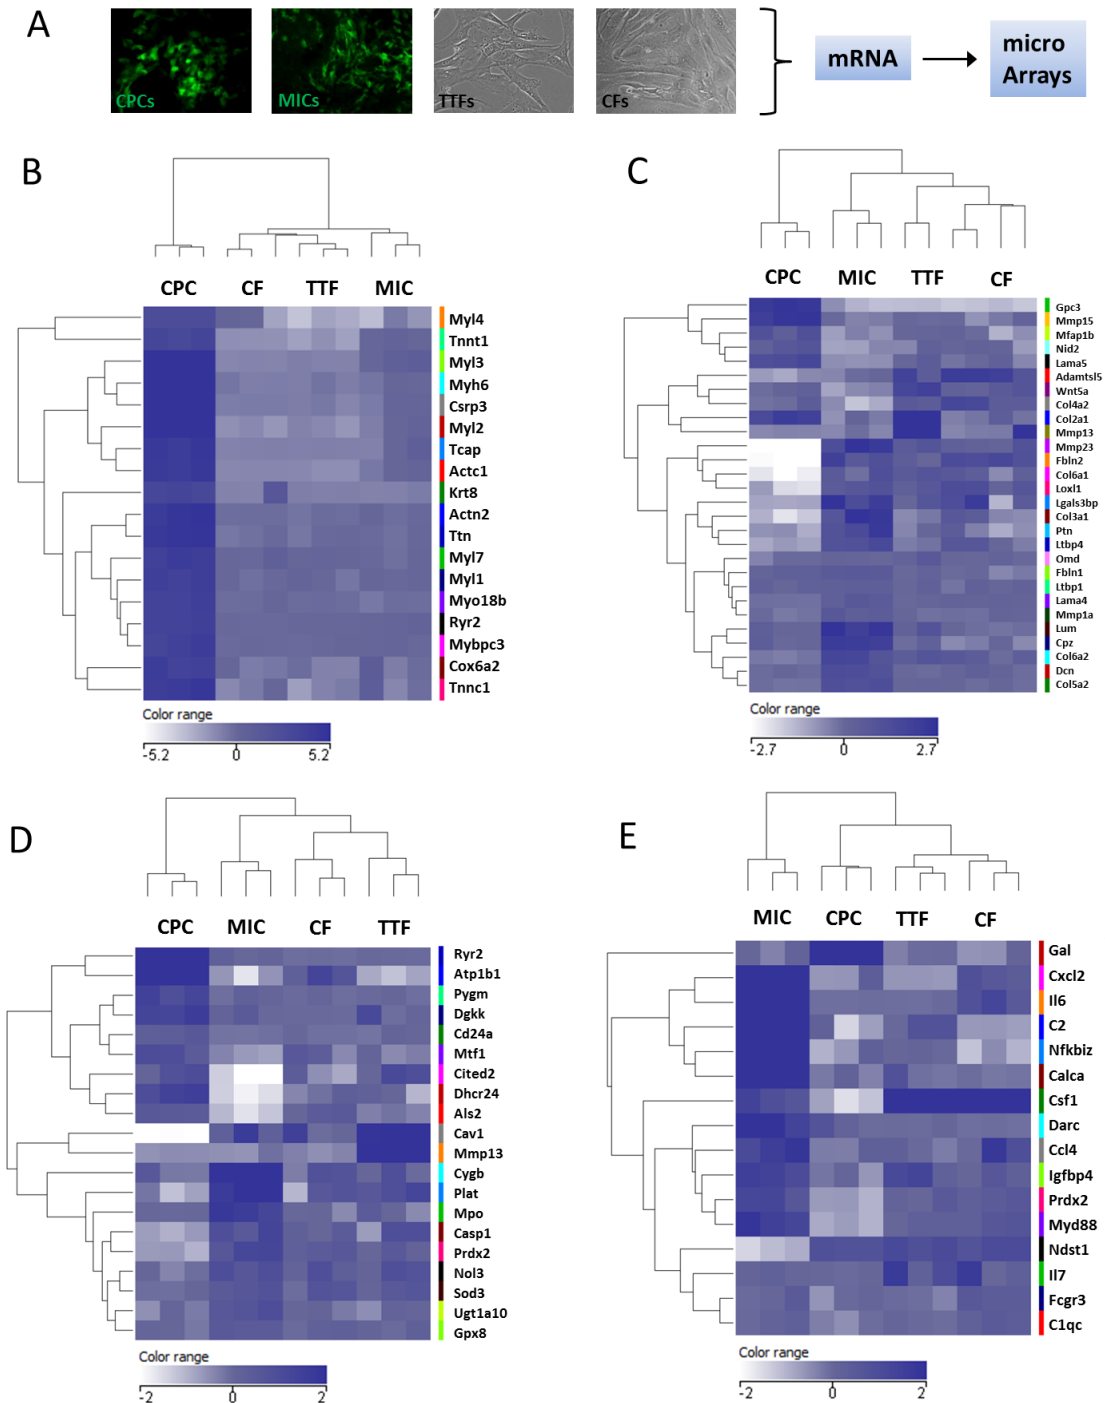 A
CPCs
MICs
TTFs
CFs
mRNA
micro
Arrays
B
CPC CF TTF MIC
Myl4
Tnnt1
Myl3
Myh6
Csrp3
Myl2
Tcap
Actc1
Krt8
Actn2
Ttn
Myl7
Myl1
Myo18b
Ryr2
Mybpc3
Cox6a2
Tnnc1
Color range
-5.2 0 5.2
C
CPC MIC TTF CF
Gpc3
Mmp15
Mfap1b
Nid2
Lama5
Adamtsl5
Wnt5a
Col4a2
Col2a1
Mmp13
Mmp23
Fbln2
Col6a1
Loxl1
Lgals3bp
Col3a1
Ptn
Ltbp4
Omd
Fbln1
Ltbp1
Lama4
Mmp1a
Lum
Cpz
Col6a2
Dcn
Col5a2
Color range
-2.7 0 2.7
D
CPC MIC CF TTF
Ryr2
Atp1b1
Pygm
Dgkk
Cd24a
Mtf1
Cited2
Dhcr24
Als2
Cav1
Mmp13
Cygb
Plat
Mpo
Casp1
Prdx2
Nol3
Sod3
Ugt1a10
Gpx8
Color range
-2 0 2
E
MIC CPC TTF CF
Gal
Cxcl2
Il6
C2
Nfkbiz
Calca
Csf1
Darc
Ccl4
Igfbp4
Prdx2
Myd88
Ndst1
Il7
Fcgr3
C1qc
Color range
-2 0 2